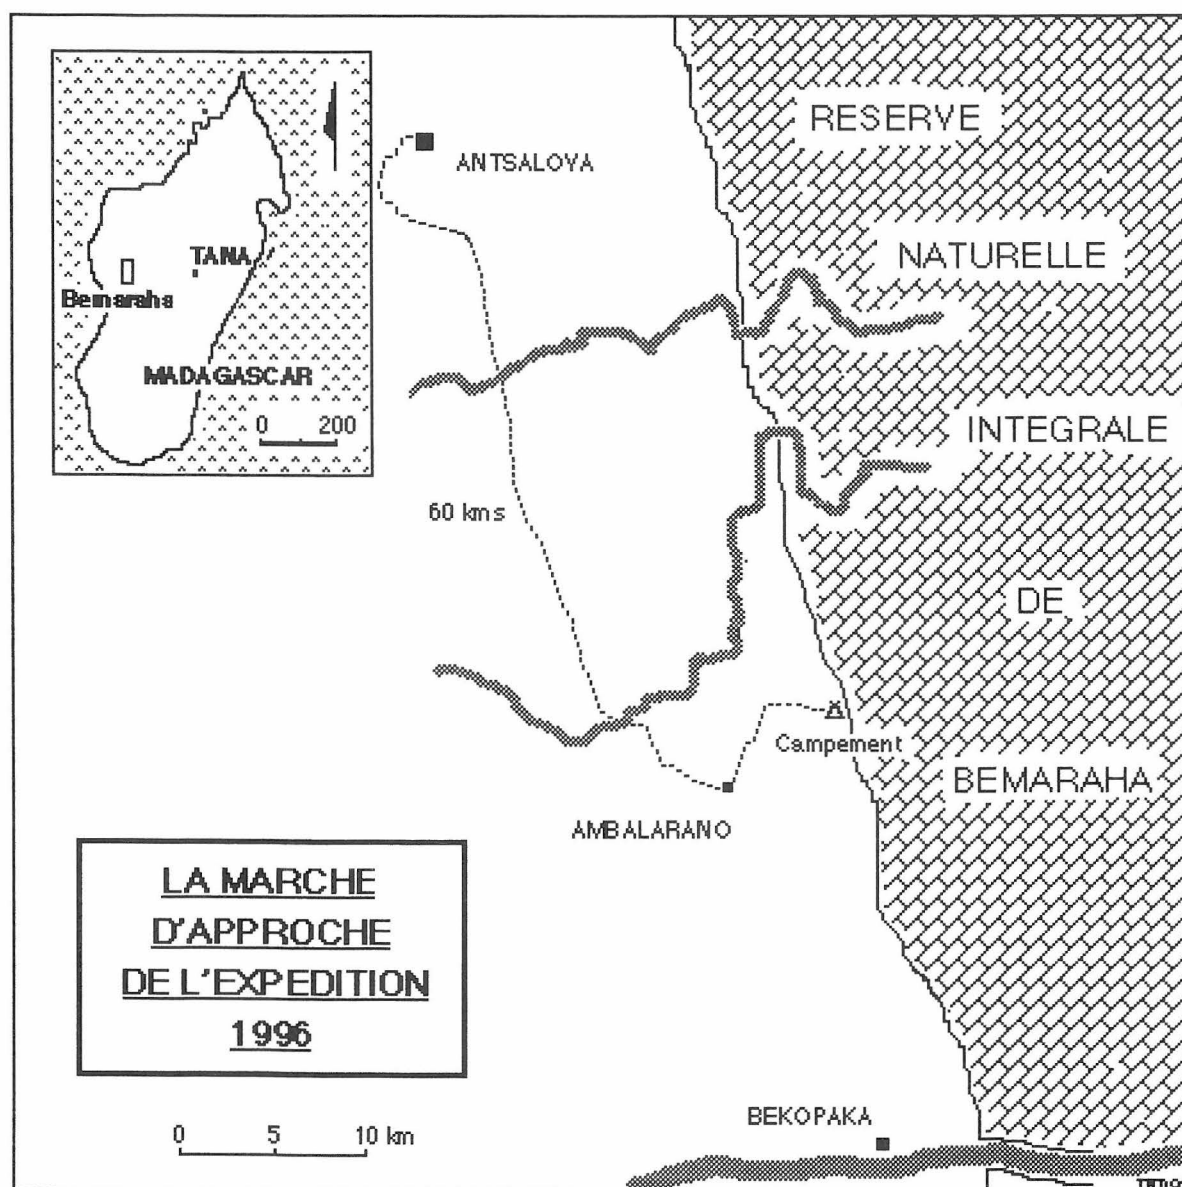 RESERVE
NATURELLE
INTEGRALE
DE
BEMARAHA
ANTSALOVA
TANA
Bemaraha
MADAGASCAR
0 200
60 kms
Campement
AMBALARANO
LA MARCHE
D'APPROCHE
DE L'EXPEDITION
1996
0 5 10 km
BEKOPAKA